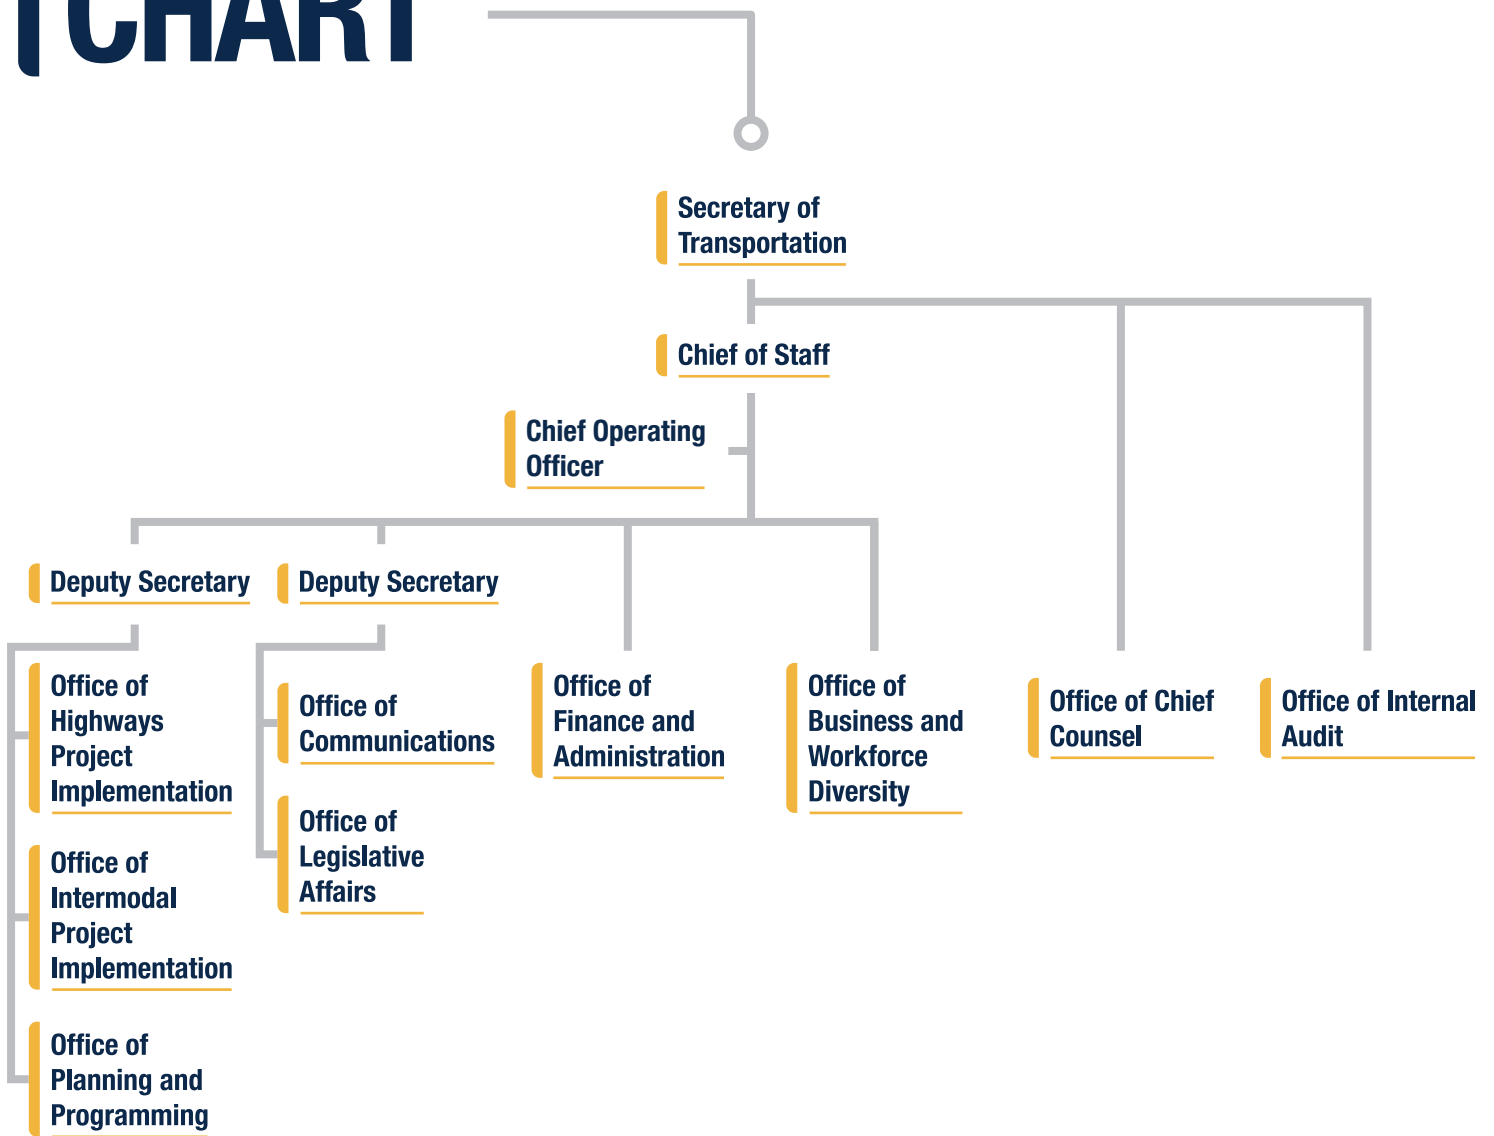 CHART
Secretary of
Transportation
Chief of Staff
Chief Operating
Officer
Deputy Secretary
Deputy Secretary
Office of
Highways
Project
Implementation
Office of
Intermodal
Project
Implementation
Office of
Planning and
Programming
Office of
Communications
Office of
Legislative
Affairs
Office of
Finance and
Administration
Office of
Business and
Workforce
Diversity
Office of Chief
Counsel
Office of Internal
Audit